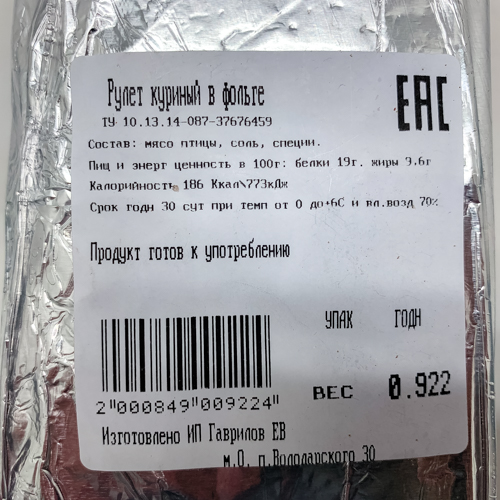 Рулет куриный в фольге
ЕАС
ТУ 10.13.14-087-37676459
Состав: мясо птицы, соль, специи.
Пищ и энерг ценность в 100г: белки 19г. жиры 9.6г
Калорийность 186 Ккал\773кДж
Срок годн 30 сут при темп от 0 до+6С и вл.возд 70%
Продукт готов к употреблению
УПАК ГОДН
ВЕС 0.922
2"000849"009224"
Изготовлено ИП Гаврилов ЕВ
м.О. п.Володарского 30